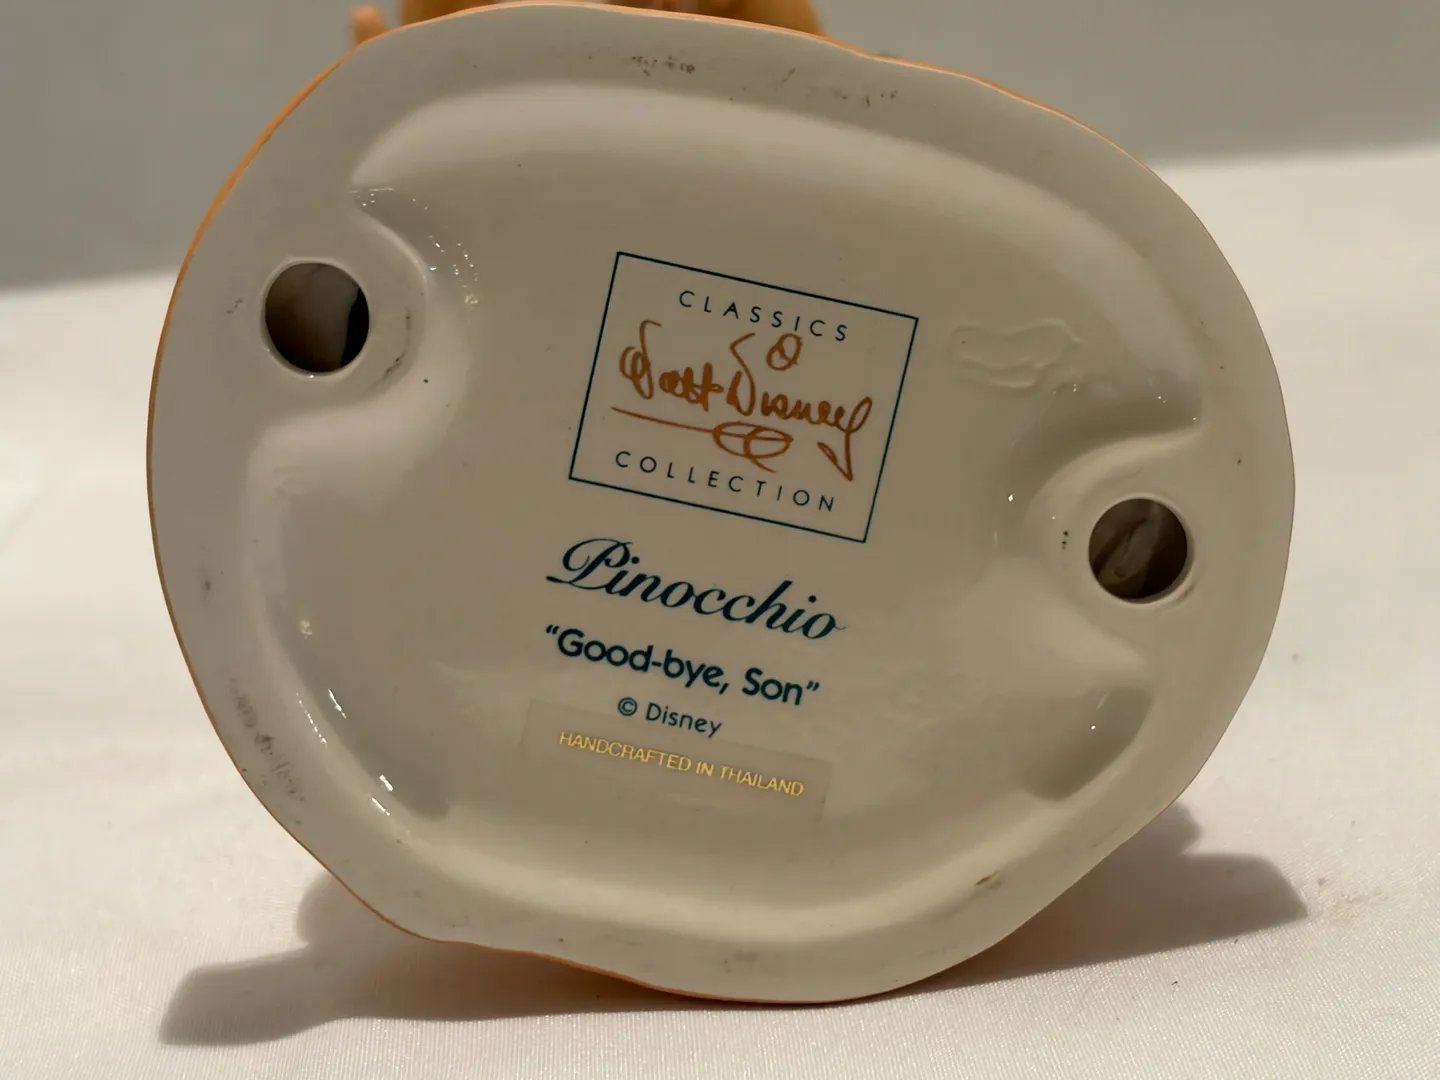 CLASSICS
Walt Disney
COLLECTION
Pinocchio
“Good-bye, Son”
© Disney
HANDCRAFTED IN THAILAND